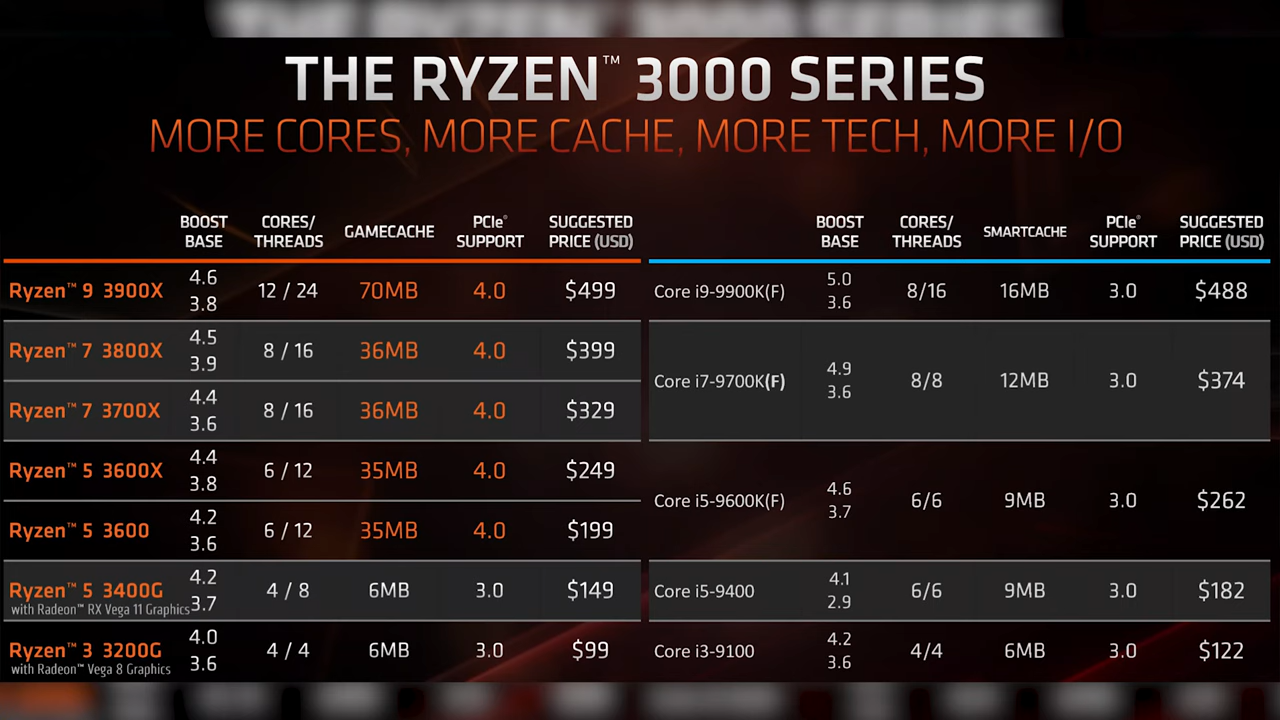 THE RYZEN™ 3000 SERIES
MORE CORES, MORE CACHE, MORE TECH, MORE I/O
BOOST BASE CORES/ THREADS GAMECACHE PCIe® SUPPORT SUGGESTED PRICE (USD)
Ryzen™ 9 3900X 4.6 3.8 12 / 24 70MB 4.0 $499
Ryzen™ 7 3800X 4.5 3.9 8 / 16 36MB 4.0 $399
Ryzen™ 7 3700X 4.4 3.6 8 / 16 36MB 4.0 $329
Ryzen™ 5 3600X 4.4 3.8 6 / 12 35MB 4.0 $249
Ryzen™ 5 3600 4.2 3.6 6 / 12 35MB 4.0 $199
Ryzen™ 5 3400G 4.2 3.7 4 / 8 6MB 3.0 $149
with Radeon™ RX Vega 11 Graphics
Ryzen™ 3 3200G 4.0 3.6 4 / 4 6MB 3.0 $99
with Radeon™ Vega 8 Graphics
BOOST BASE CORES/ THREADS SMARTCACHE PCIe® SUPPORT SUGGESTED PRICE (USD)
Core i9-9900K(F) 5.0 3.6 8/16 16MB 3.0 $488
Core i7-9700K(F) 4.9 3.6 8/8 12MB 3.0 $374
Core i5-9600K(F) 4.6 3.7 6/6 9MB 3.0 $262
Core i5-9400 4.1 2.9 6/6 9MB 3.0 $182
Core i3-9100 4.2 3.6 4/4 6MB 3.0 $122